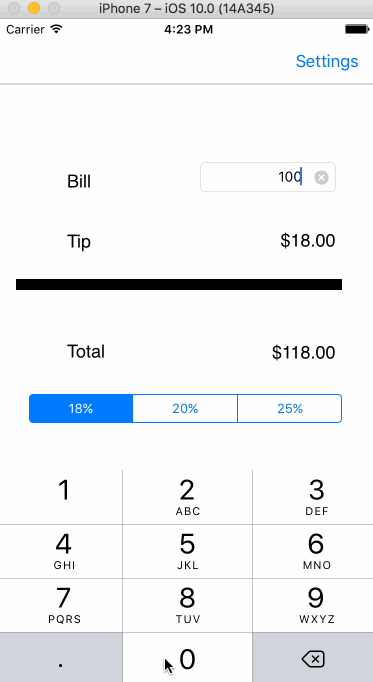 iPhone 7 – iOS 10.0 (14A345)
Carrier 4:23 PM
Settings
Bill 100
Tip $18.00
Total $118.00
18% 20% 25%
1 2 3
ABC DEF
4 5 6
GHI JKL MNO
7 8 9
PQRS TUV WXYZ
. 0